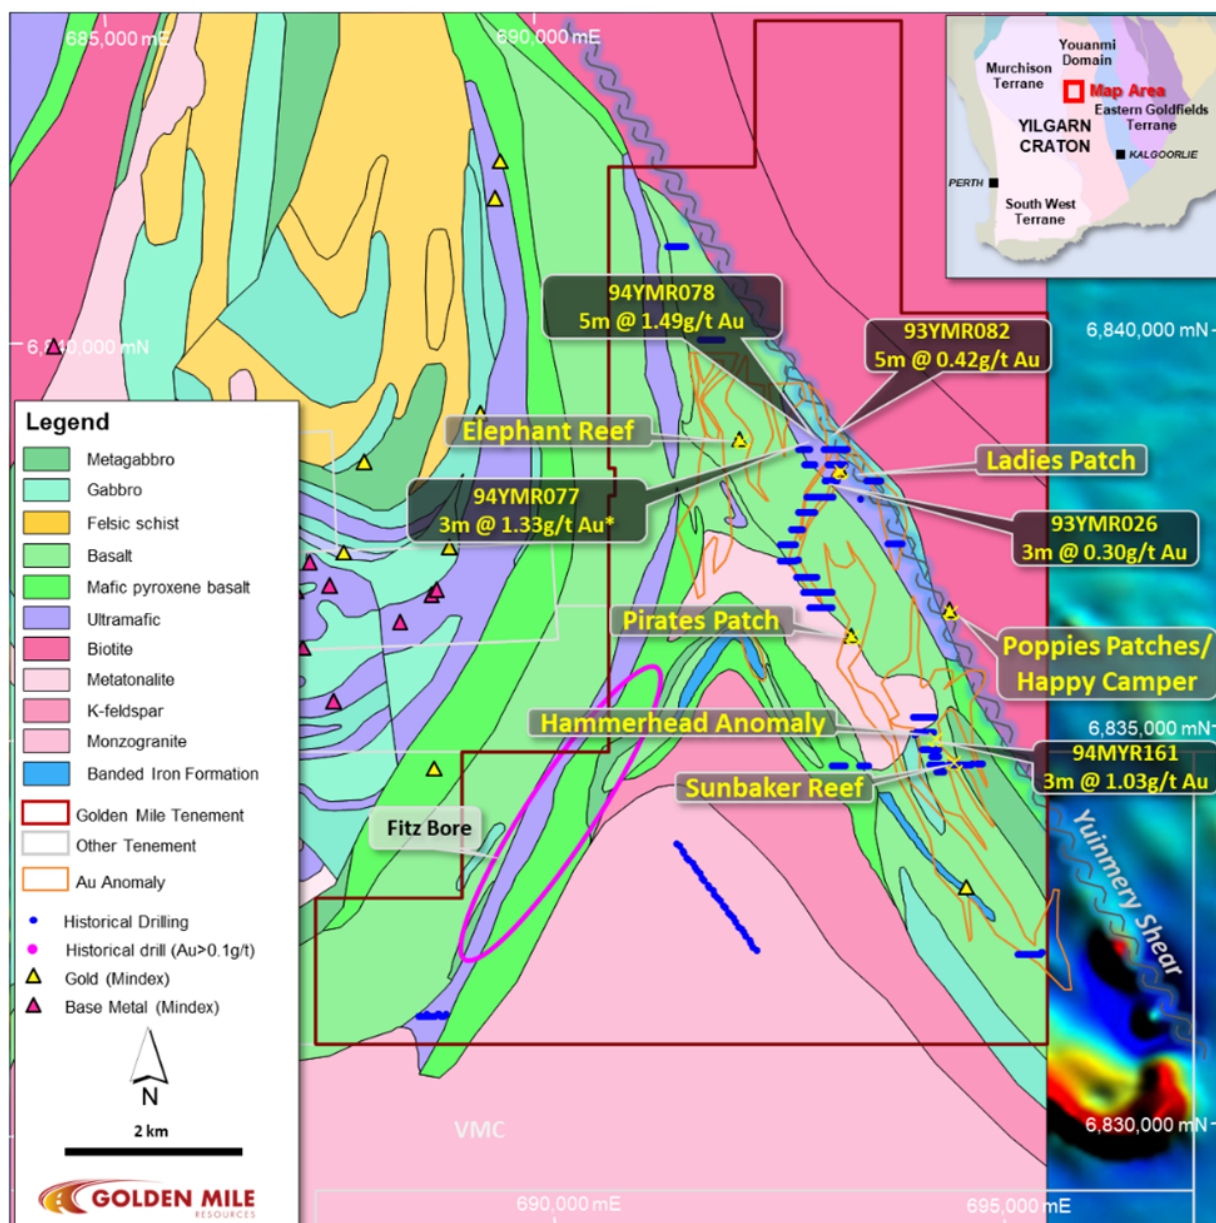 685,000 mE
690,000 mE
Youanmi
Domain
Murchison
Terrane
Map Area
Eastern Goldfields
Terrane
YILGARN
CRATON
KALGOORLIE
PERTH
South West
Terrane
94YMR078
5m @ 1.49g/t Au
93YMR082
5m @ 0.42g/t Au
6,840,000 mN
6,840,000 mN
Elephant Reef
Ladies Patch
94YMR077
3m @ 1.33g/t Au*
93YMR026
3m @ 0.30g/t Au
Pirates Patch
Poppies Patches/
Happy Camper
Hammerhead Anomaly
6,835,000 mN
94MYR161
3m @ 1.03g/t Au
Sunbaker Reef
Fitz Bore
Yuinmery Shear
Legend
Metagabbro
Gabbro
Felsic schist
Basalt
Mafic pyroxene basalt
Ultramafic
Biotite
Metatonalite
K-feldspar
Monzogranite
Banded Iron Formation
Golden Mile Tenement
Other Tenement
Au Anomaly
Historical Drilling
Historical drill (Au>0.1g/t)
Gold (Mindex)
Base Metal (Mindex)
N
2 km
GOLDEN MILE
RESOURCES
VMC
6,830,000 mN
690,000 mE
695,000 mE